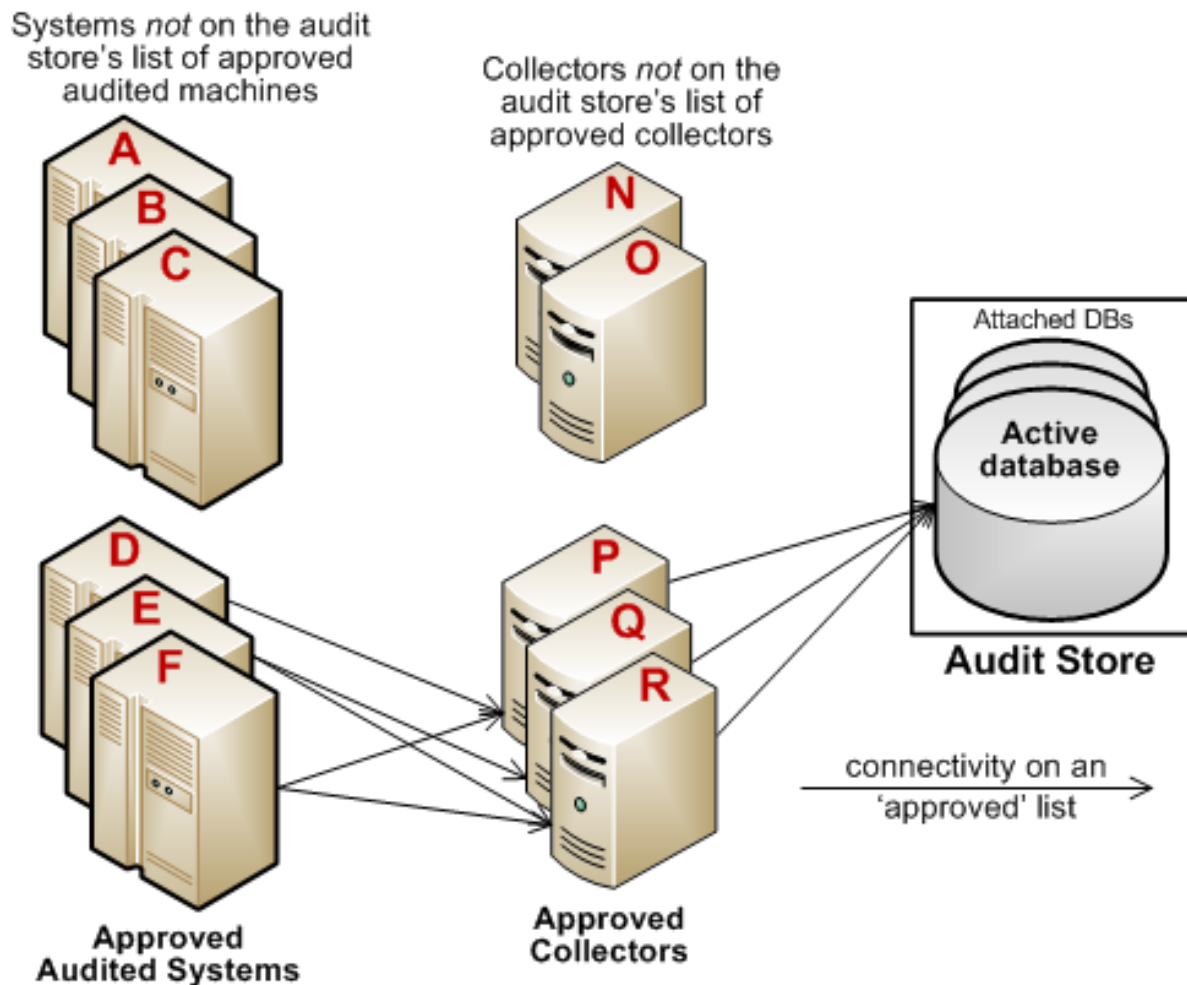 Systems not on the audit
store's list of approved
audited machines
Collectors not on the
audit store's list of
approved collectors
A
B
C
N
O
Attached DBs
Active
database
Audit Store
D
E
F
P
Q
R
connectivity on an
'approved' list
Approved
Audited Systems
Approved
Collectors